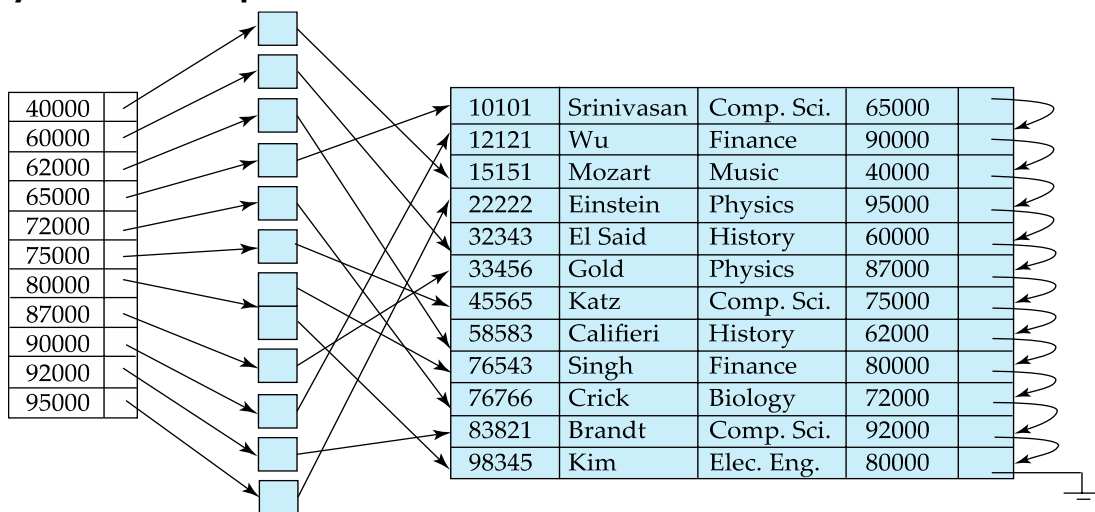 40000
60000
62000
65000
72000
75000
80000
87000
90000
92000
95000
10101 Srinivasan Comp. Sci. 65000
12121 Wu Finance 90000
15151 Mozart Music 40000
22222 Einstein Physics 95000
32343 El Said History 60000
33456 Gold Physics 87000
45565 Katz Comp. Sci. 75000
58583 Califieri History 62000
76543 Singh Finance 80000
76766 Crick Biology 72000
83821 Brandt Comp. Sci. 92000
98345 Kim Elec. Eng. 80000